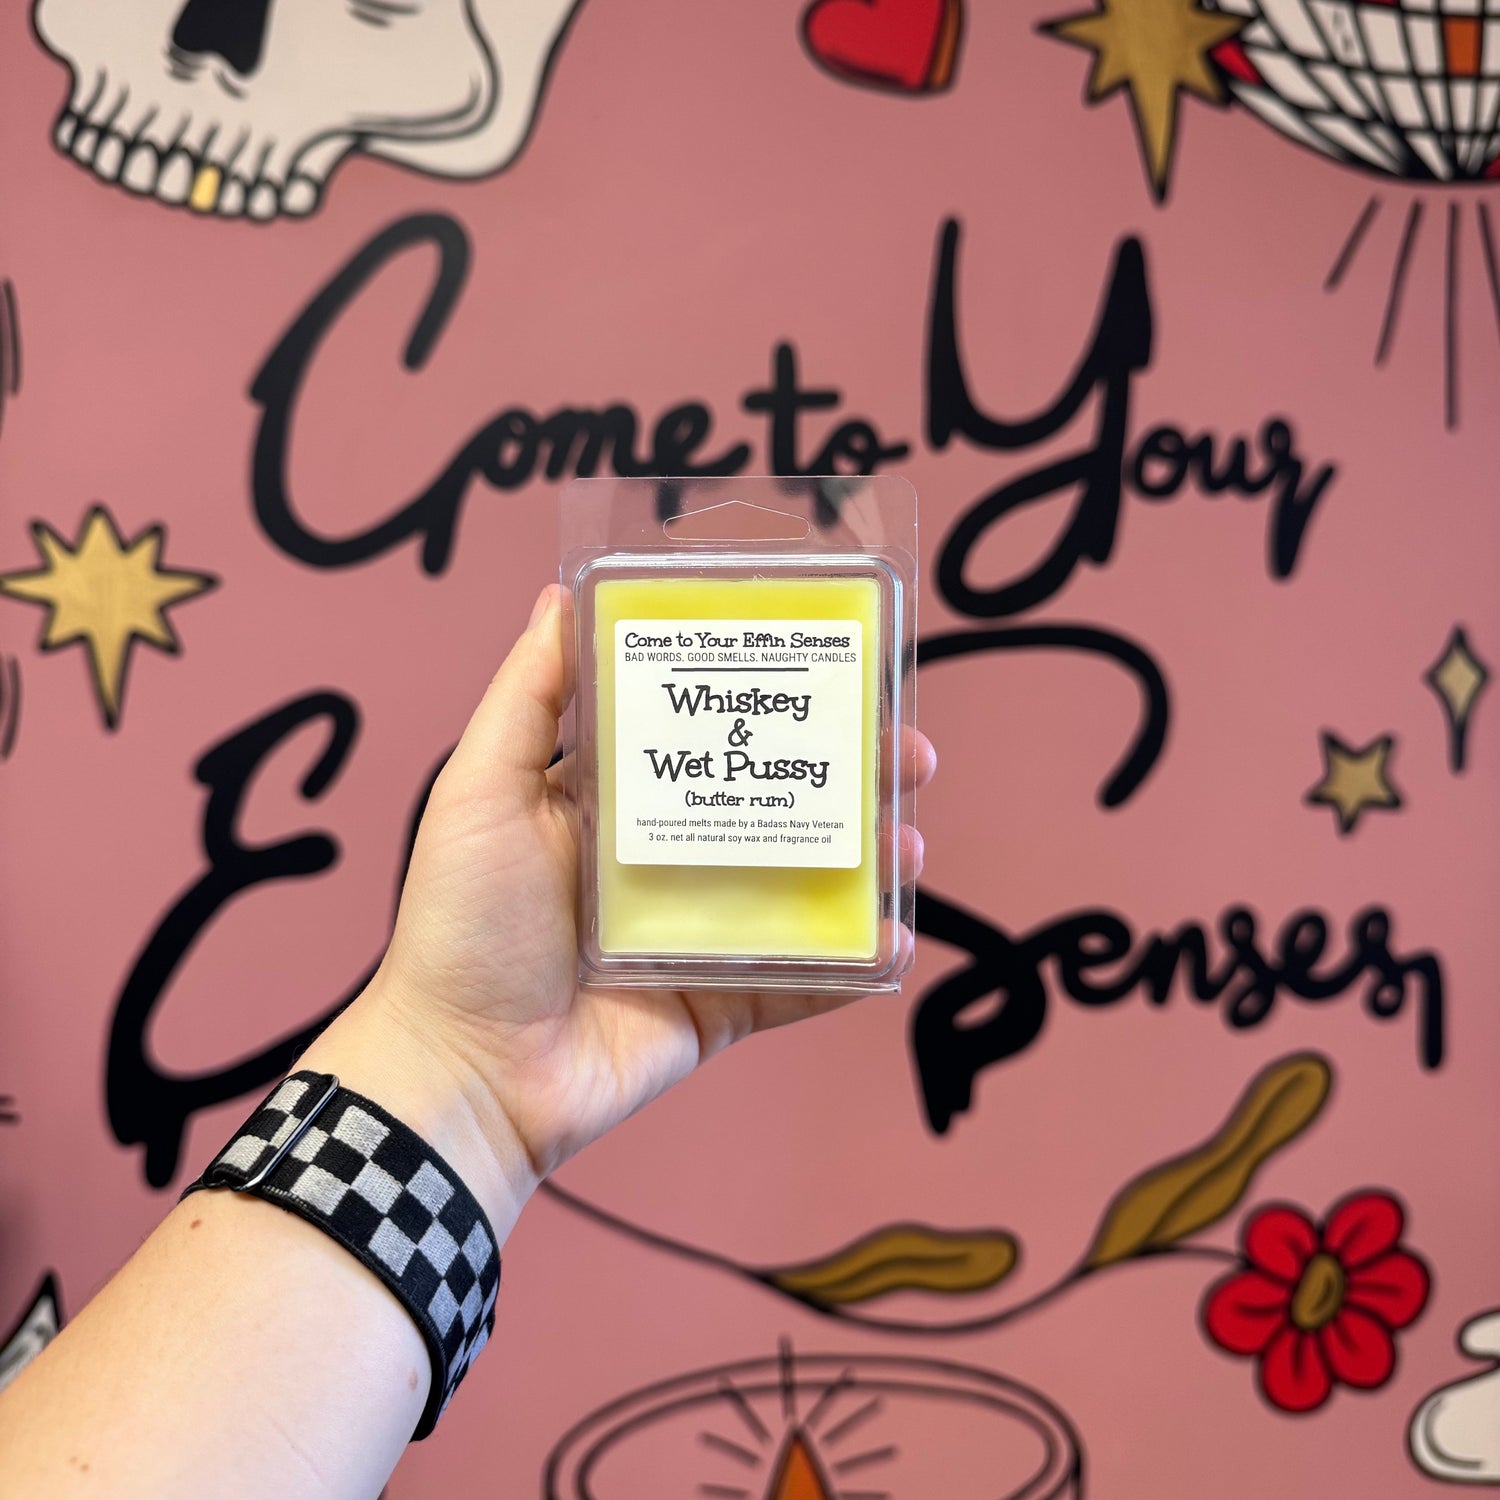 Come to Your
E Senses
Come to Your Effin Senses
BAD WORDS. GOOD SMELLS. NAUGHTY CANDLES
Whiskey
&
Wet Pussy
(butter rum)
hand-poured melts made by a Badass Navy Veteran
3 oz. net all natural soy wax and fragrance oil